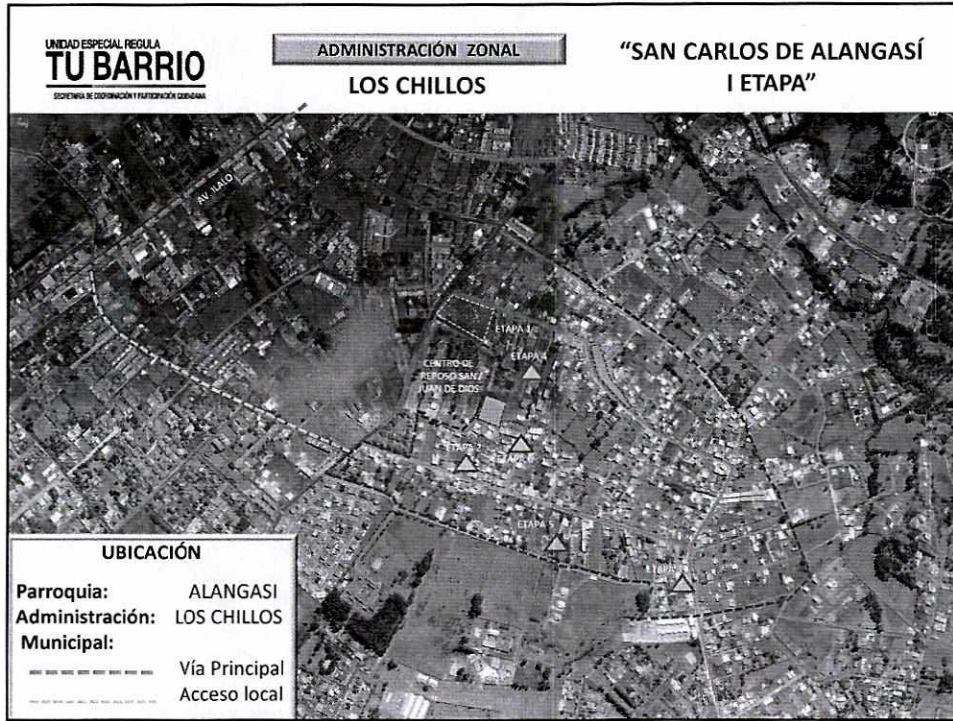 UNIDAD ESPECIAL REGULA
TU BARRIO
SECRETARÍA DE COORDINACIÓN Y PARTICIPACIÓN CIUDADANA
ADMINISTRACIÓN ZONAL
LOS CHILLOS
“SAN CARLOS DE ALANGASÍ
I ETAPA”
AV. ILALO
ETAPA 1
ETAPA 4
CENTRO DE
REPOSO SAN
JUAN DE DIOS
ETAPA 2
ETAPA 5
UBICACIÓN
Parroquia: ALANGASI
Administración: LOS CHILLOS
Municipal:
Vía Principal
Acceso local